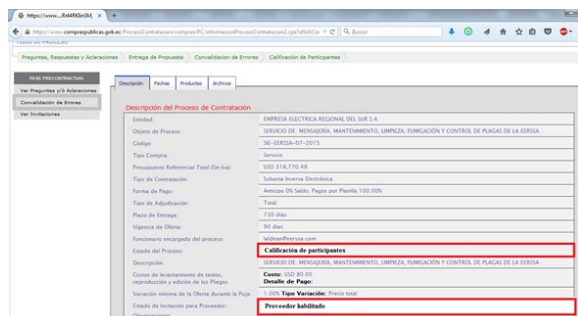 https://www....RrI4RKlleSM, x +
https://www.compraspublicas.gob.ec/ProcesoContratacion/compras/PC/informacionProcesoContratacion2.cpe?idSoliCo Buscar
Preguntas, Respuestas y Aclaraciones Entrega de Propuesta Convalidacion de Errores Calificación de Participantes
FASE PRECONTRACTUAL
Ver Preguntas y/ó Aclaraciones
Convalidación de Errores
Ver Invitaciones
Descripción Fechas Productos Archivos
Descripción del Proceso de Contratación
Entidad: EMPRESA ELECTRICA REGIONAL DEL SUR S.A.
Objeto de Proceso: SERVICIO DE: MENSAJERÍA, MANTENIMIENTO, LIMPIEZA, FUMIGACIÓN Y CONTROL DE PLAGAS DE LA EERSSA.
Código: SIE-EERSSA-07-2015
Tipo Compra: Servicio
Presupuesto Referencial Total (Sin Iva): USD 318,770.48
Tipo de Contratación: Subasta Inversa Electrónica
Forma de Pago: Anticipo 0% Saldo: Pagos por Planilla 100.00%
Tipo de Adjudicación: Total
Plazo de Entrega: 730 días
Vigencia de Oferta: 90 días
Funcionario encargado del proceso:
Estado del Proceso: Calificación de participantes
Descripción: SERVICIO DE: MENSAJERÍA, MANTENIMIENTO, LIMPIEZA, FUMIGACIÓN Y CONTROL DE PLAGAS DE LA EERSSA.
Costos de levantamiento de textos, Costo: USD 80.00
reproducción y edición de los Pliegos Detalle de Pago:
Variación mínima de la Oferta durante la Puja: 1.00% Tipo Variación: Precio total
Estado de Invitación para Proveedor: Proveedor habilitado
Observaciones: